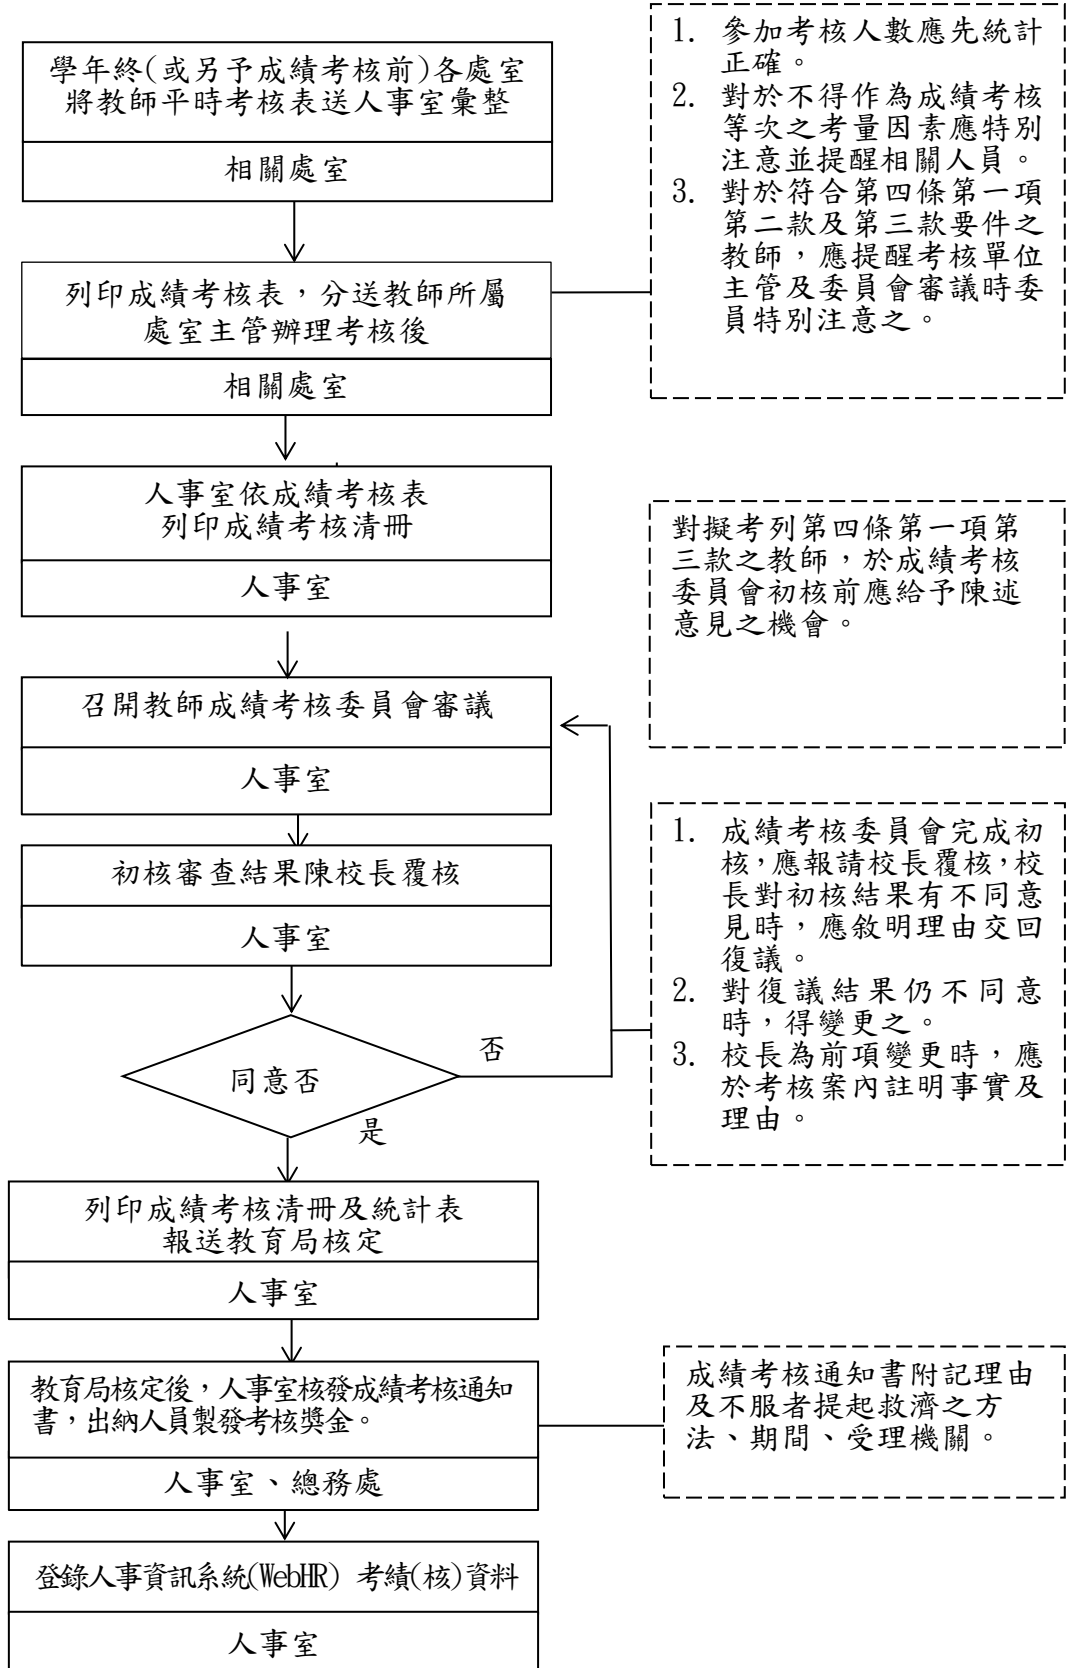 學年終(或另予成績考核前)各處室
將教師平時考核表送人事室彙整
相關處室
1. 參加考核人數應先統計
正確。
2. 對於不得作為成績考核
等次之考量因素應特別
注意並提醒相關人員。
3. 對於符合第四條第一項
第二款及第三款要件之
教師，應提醒考核單位
主管及委員會審議時委
員特別注意之。
列印成績考核表，分送教師所屬
處室主管辦理考核後
相關處室
人事室依成績考核表
列印成績考核清冊
人事室
對擬考列第四條第一項第
三款之教師，於成績考核
委員會初核前應給予陳述
意見之機會。
召開教師成績考核委員會審議
人事室
初核審查結果陳校長覆核
人事室
1. 成績考核委員會完成初
核，應報請校長覆核，校
長對初核結果有不同意
見時，應敘明理由交回
復議。
2. 對復議結果仍不同意
時，得變更之。
3. 校長為前項變更時，應
於考核案內註明事實及
理由。
同意否
否
是
列印成績考核清冊及統計表
報送教育局核定
人事室
教育局核定後，人事室核發成績考核通知
書，出納人員製發考核獎金。
人事室、總務處
成績考核通知書附記理由
及不服者提起救濟之方
法、期間、受理機關。
登錄人事資訊系統(WebHR) 考績(核)資料
人事室